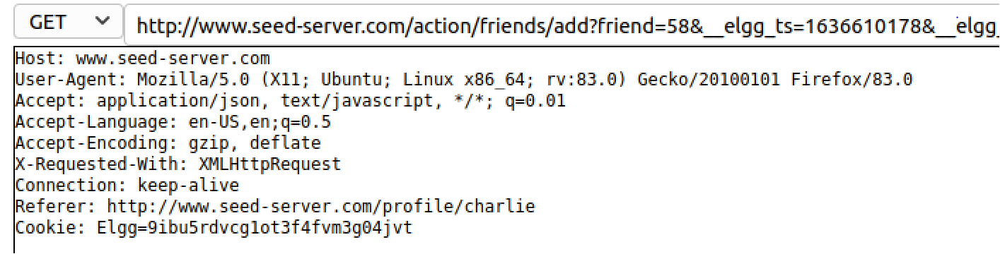 GET
http://www.seed-server.com/action/friends/add?friend=58&__elgg_ts=1636610178&__elgg_
Host: www.seed-server.com
User-Agent: Mozilla/5.0 (X11; Ubuntu; Linux x86_64; rv:83.0) Gecko/20100101 Firefox/83.0
Accept: application/json, text/javascript, */*; q=0.01
Accept-Language: en-US,en;q=0.5
Accept-Encoding: gzip, deflate
X-Requested-With: XMLHttpRequest
Connection: keep-alive
Referer: http://www.seed-server.com/profile/charlie
Cookie: Elgg=9ibu5rdvcg1ot3f4fvm3g04jvt